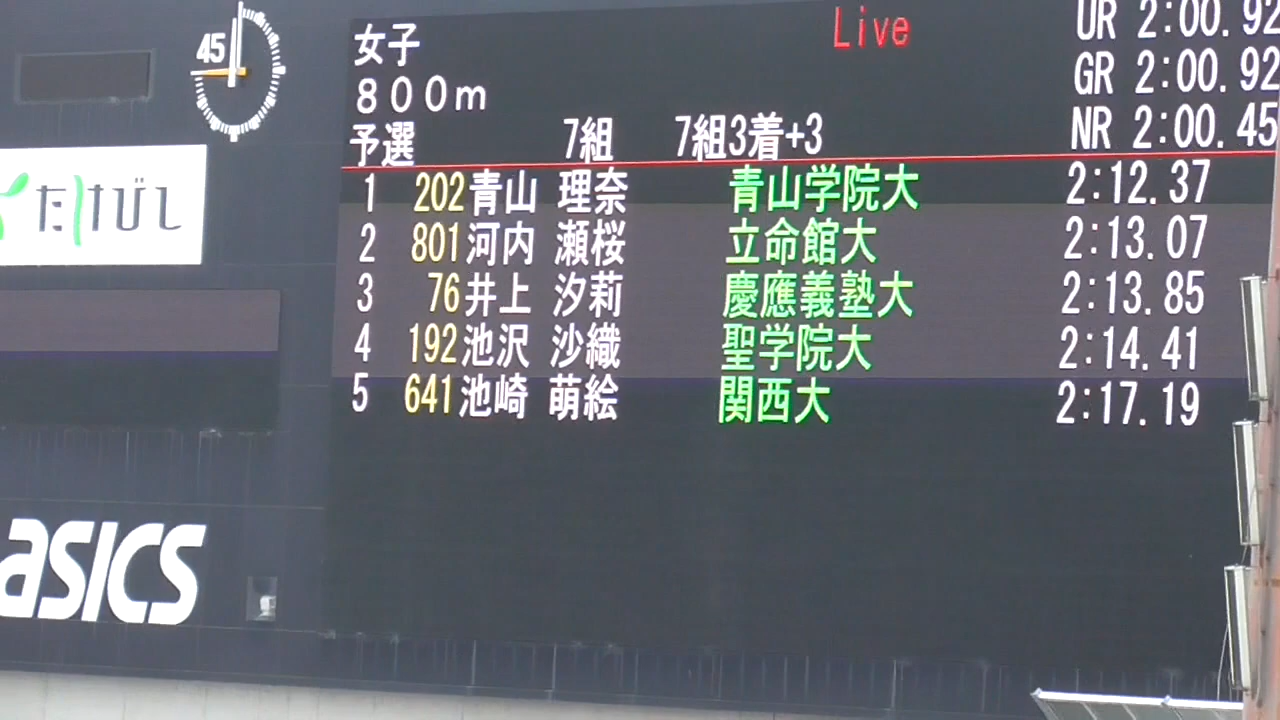 45
女子 Live UR 2:00.92
800m GR 2:00.92
予選 7組 7組3着+3 NR 2:00.45
1 202 青山 理奈 青山学院大 2:12.37
2 801 河内 瀬桜 立命館大 2:13.07
3 76 井上 汐莉 慶應義塾大 2:13.85
4 192 池沢 沙織 聖学院大 2:14.41
5 641 池崎 萌絵 関西大 2:17.19
たけびし
asics